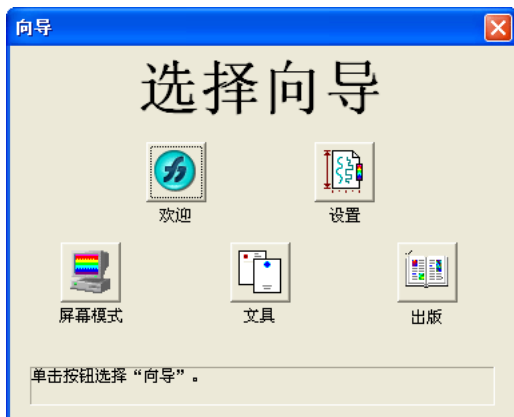 向导
选择向导
欢迎
设置
屏幕模式
文具
出版
单击按钮选择“向导”。